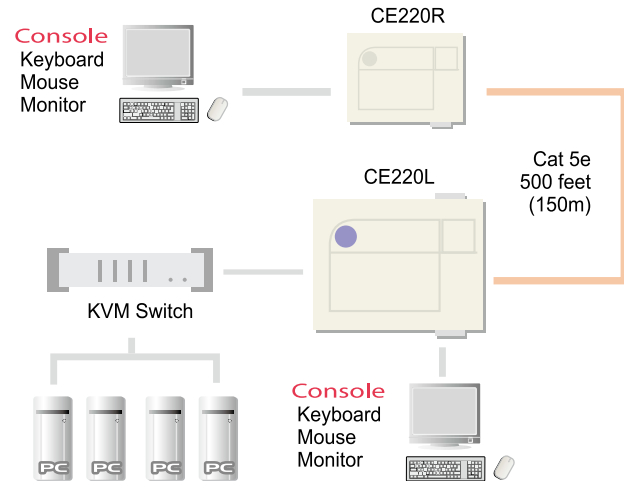 CE220R
Console
Keyboard
Mouse
Monitor
Cat 5e
500 feet
(150m)
CE220L
KVM Switch
Console
Keyboard
Mouse
Monitor
PC
PC
PC
PC